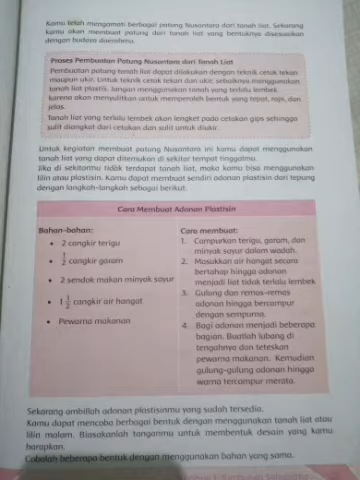 Kamu telah mengamati berbagai patung Nusantara dari tanah liat. Sekarang
kamu akan membuat patung dari tanah liat yang bentuknya disesuaikan
dengan budaya daerahmu.
Proses Pembuatan Patung Nusantara dari Tanah Liat
Pembuatan patung tanah liat dapat dilakukan dengan teknik cetak tekan
maupun ukir. Untuk teknik cetak tekan dan ukir, sebaiknya menggunakan
tanah liat plastis. Jangan menggunakan tanah yang terlalu lembek
karena akan menyulitkan untuk memperoleh bentuk yang tepat, rapi, dan
jelas.
Tanah liat yang terlalu lembek akan lengket pada cetakan gips sehingga
sulit diangkat dari cetakan dan sulit untuk diukir.
Untuk kegiatan membuat patung Nusantara ini kamu dapat menggunakan
tanah liat yang dapat ditemukan di sekitar tempat tinggalmu.
Jika di sekitarmu tidak terdapat tanah liat, maka kamu bisa menggunakan
lilin atau plastisin. Kamu dapat membuat sendiri adonan plastisin dari tepung
dengan langkah-langkah sebagai berikut.
Cara Membuat Adonan Plastisin
Bahan-bahan:
• 2 cangkir terigu
• 1/2 cangkir garam
• 2 sendok makan minyak sayur
• 1 1/2 cangkir air hangat
• Pewarna makanan
Cara membuat:
1. Campurkan terigu, garam, dan
minyak sayur dalam wadah.
2. Masukkan air hangat secara
bertahap hingga adonan
menjadi liat tidak terlalu lembek
3. Gulung dan remas-remas
adonan hingga bercampur
dengan sempurna.
4. Bagi adonan menjadi beberapa
bagian. Buatlah lubang di
tengahnya dan teteskan
pewarna makanan. Kemudian
gulung-gulung adonan hingga
warna tercampur merata.
Sekarang ambillah adonan plastisinmu yang sudah tersedia.
Kamu dapat mencoba berbagai bentuk dengan menggunakan tanah liat atau
lilin malam. Biasakanlah tanganmu untuk membentuk desain yang kamu
harapkan.
Cobalah beberapa bentuk dengan menggunakan bahan yang sama.